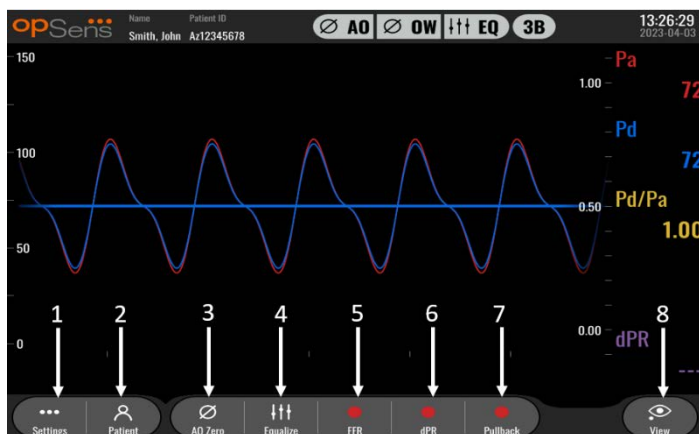 opSens
Name Patient ID
Smith, John Az12345678
Ø AO Ø OW EQ 3B
13:26:29
2023-04-03
150
100
50
0
1.00
0.50
0.00
Pa
72
Pd
72
Pd/Pa
1.00
dPR
---
1 2 3 4 5 6 7 8
Settings Patient AO Zero Equalize FFR dPR Pullback View